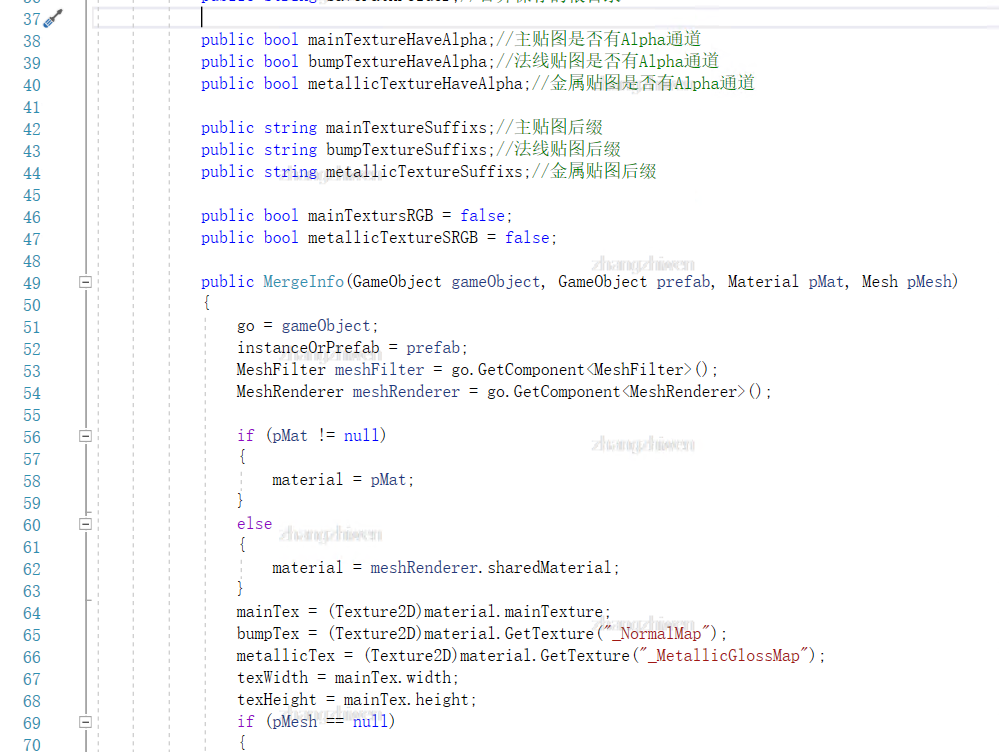 37
38 public bool mainTextureHaveAlpha;//主贴图是否有Alpha通道
39 public bool bumpTextureHaveAlpha;//法线贴图是否有Alpha通道
40 public bool metallicTextureHaveAlpha;//金属贴图是否有Alpha通道
41
42 public string mainTextureSuffixs;//主贴图后缀
43 public string bumpTextureSuffixs;//法线贴图后缀
44 public string metallicTextureSuffixs;//金属贴图后缀
45
46 public bool mainTextursRGB = false;
47 public bool metallicTextureSRGB = false;
48
zhangzhiwen
49 public MergeInfo(GameObject gameObject, GameObject prefab, Material pMat, Mesh pMesh)
50 {
51 go = gameObject;
52 instanceOrPrefab = prefab;
53 MeshFilter meshFilter = go.GetComponent<MeshFilter>();
54 MeshRenderer meshRenderer = go.GetComponent<MeshRenderer>();
55
56 if (pMat != null)
zhangzhiwen
57 {
58 material = pMat;
59 }
60 else
zhangzhiwen
61 {
62 material = meshRenderer.sharedMaterial;
63 }
64 mainTex = (Texture2D)material.mainTexture;
65 bumpTex = (Texture2D)material.GetTexture("_NormalMap");
66 metallicTex = (Texture2D)material.GetTexture("_MetallicGlossMap");
67 texWidth = mainTex.width;
68 texHeight = mainTex.height;
69 if (pMesh == null)
70 {